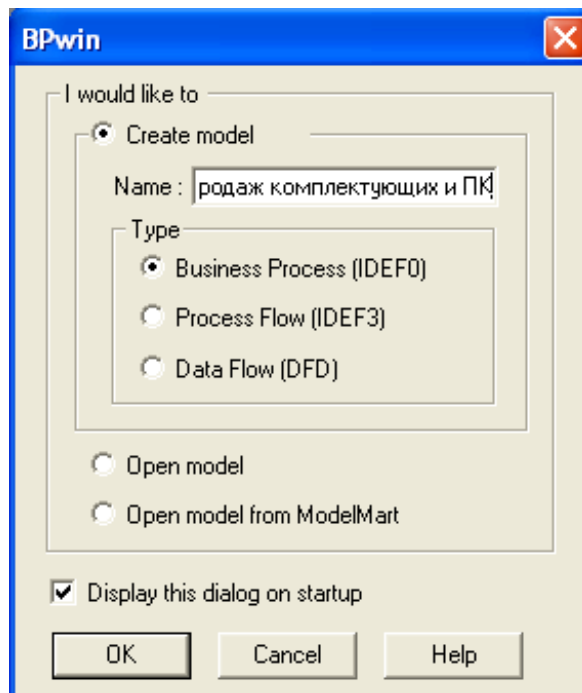 BPwin
I would like to
Create model
Name : родаж комплектующих и ПК
Type
Business Process (IDEF0)
Process Flow (IDEF3)
Data Flow (DFD)
Open model
Open model from ModelMart
Display this dialog on startup
OK Cancel Help